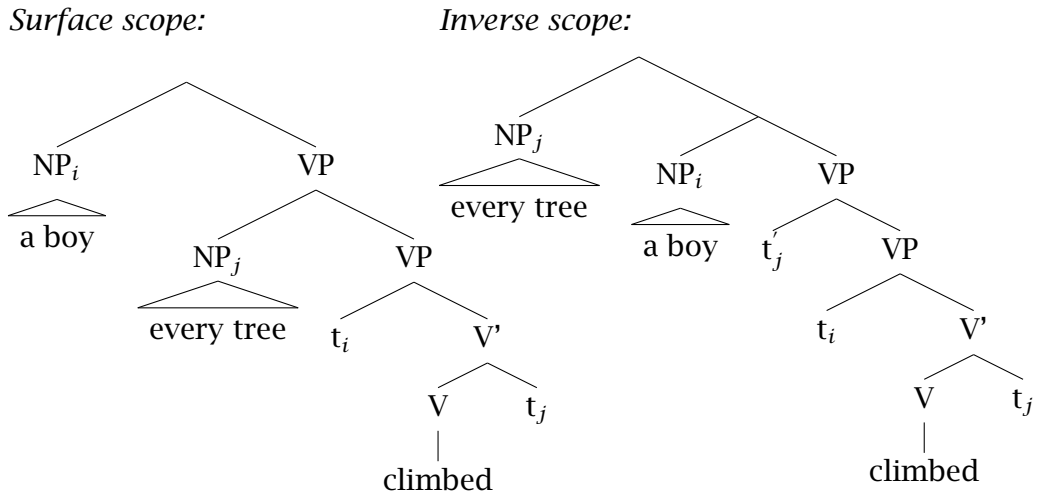 Surface scope:
Inverse scope:
NPᵢ
VP
a boy
NPⱼ
VP
every tree
tᵢ
V'
V
tⱼ
climbed
NPⱼ
every tree
NPᵢ
VP
a boy
t'ⱼ
VP
tᵢ
V'
V
tⱼ
climbed